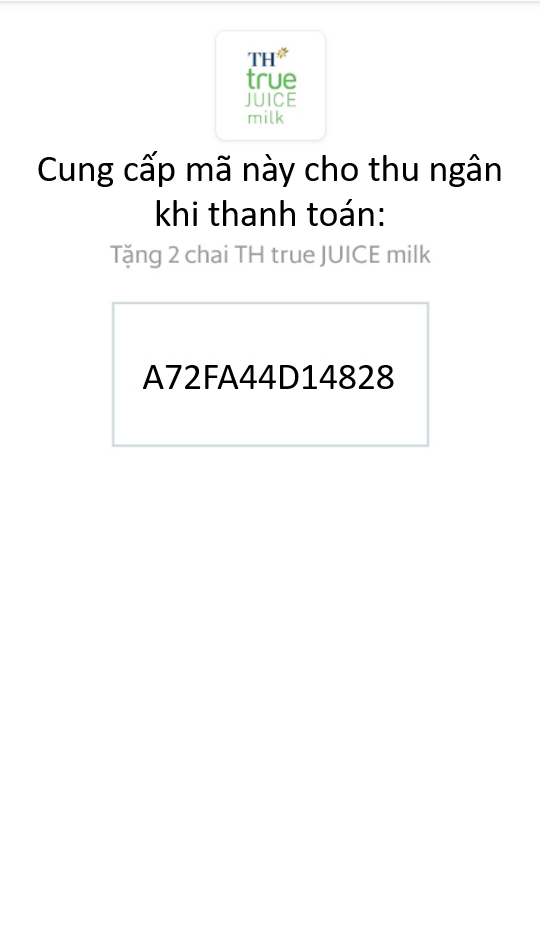 TH
true
JUICE
milk
Cung cấp mã này cho thu ngân
khi thanh toán:
Tặng 2 chai TH true JUICE milk
A72FA44D14828